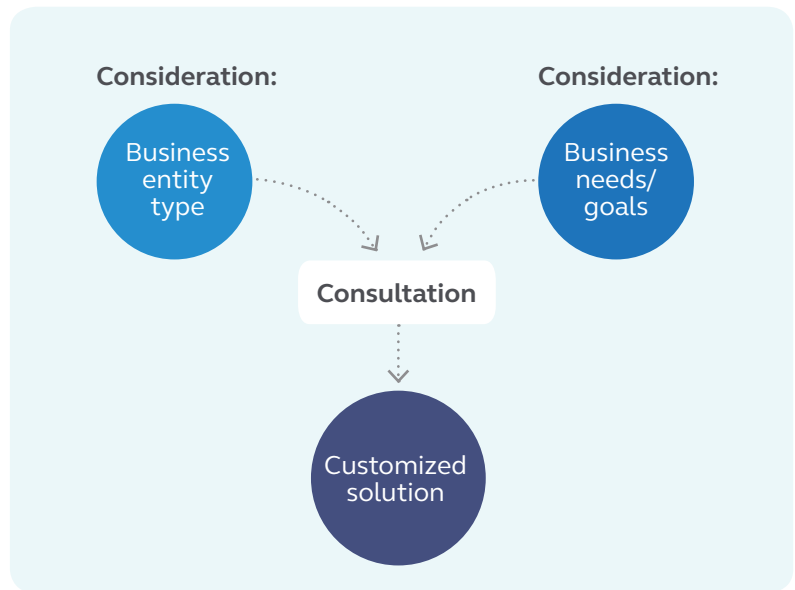 Consideration:
Business
entity
type
Consideration:
Business
needs/
goals
Consultation
Customized
solution